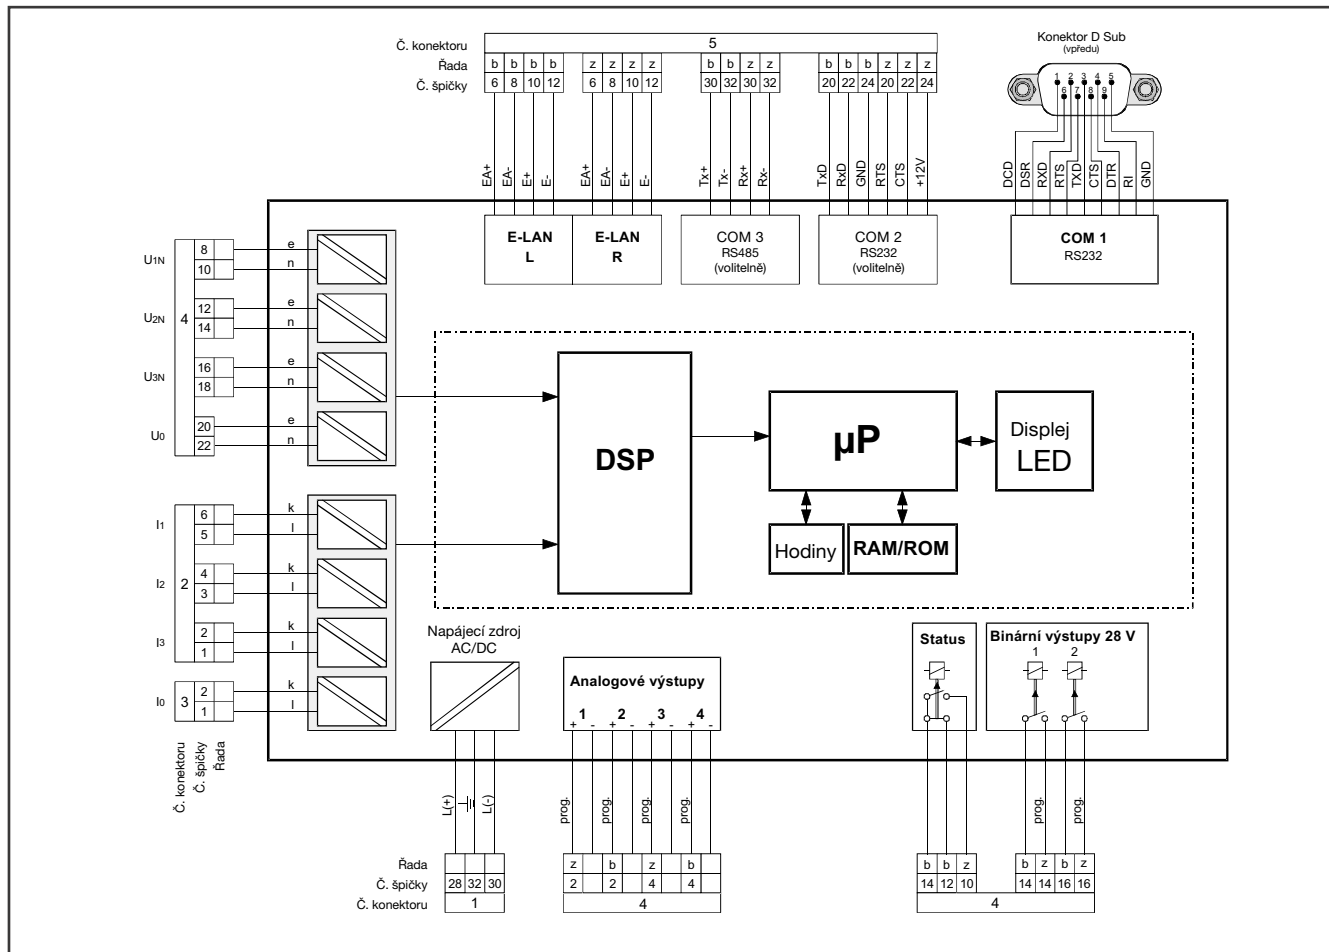 Č. konektoru
5
Řada
b b b b z z z z b b z z b b b z z z
Č. špičky
6 8 10 12 6 8 10 12 30 32 30 32 20 22 24 20 22 24
EA+ EA- E+ E- EA+ EA- E+ E- Tx+ Tx- Rx+ Rx- TxD RxD GND RTS CTS +12V
Konektor D Sub
(vpředu)
1 2 3 4 5
6 7 8 9
DCD DSR RXD RTS TXD CTS DTR RI GND
E-LAN
L
E-LAN
R
COM 3
RS485
(volitelně)
COM 2
RS232
(volitelně)
COM 1
RS232
U1N
8 e
10 n
U2N
4
12 e
14 n
U3N
16 e
18 n
U0
20 e
22 n
I1
6 k
5 l
I2
2
4 k
3 l
I3
2 k
1 l
I0
3
2 k
1 l
Č. konektoru
Č. špičky
Řada
DSP
µP
Displej
LED
Hodiny
RAM/ROM
Napájecí zdroj
AC/DC
L(+) L(-)
Analogové výstupy
1 2 3 4
+ - + - + - + -
prog. prog. prog. prog.
Status
Binární výstupy 28 V
1 2
prog. prog.
Řada
z b z b
b b z
b z b z
Č. špičky
28 32 30
2 2 4 4
14 12 10
14 14 16 16
Č. konektoru
1
4
4